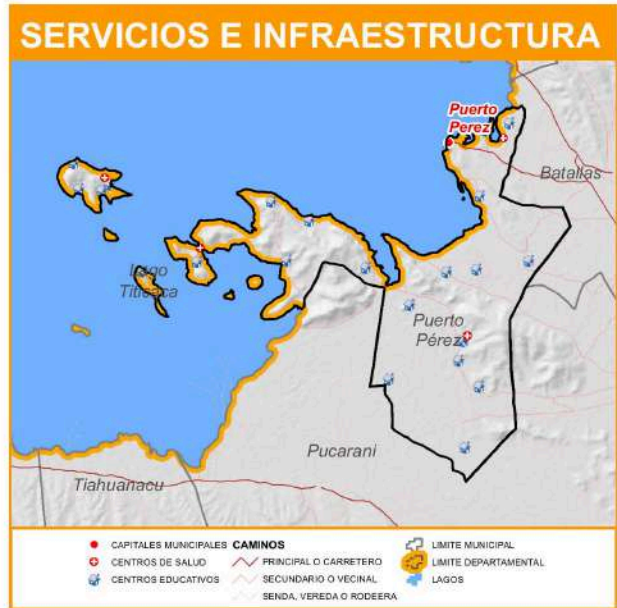 SERVICIOS E INFRAESTRUCTURA
Puerto
Perez
Batallas
Lago
Titicaca
Puerto
Pérez
Pucarani
Tiahuanacu
CAPITALES MUNICIPALES
CENTROS DE SALUD
CENTROS EDUCATIVOS
CAMINOS
PRINCIPAL O CARRETERO
SECUNDARIO O VECINAL
SENDA, VEREDA O RODEERA
LIMITE MUNICIPAL
LIMITE DEPARTAMENTAL
LAGOS